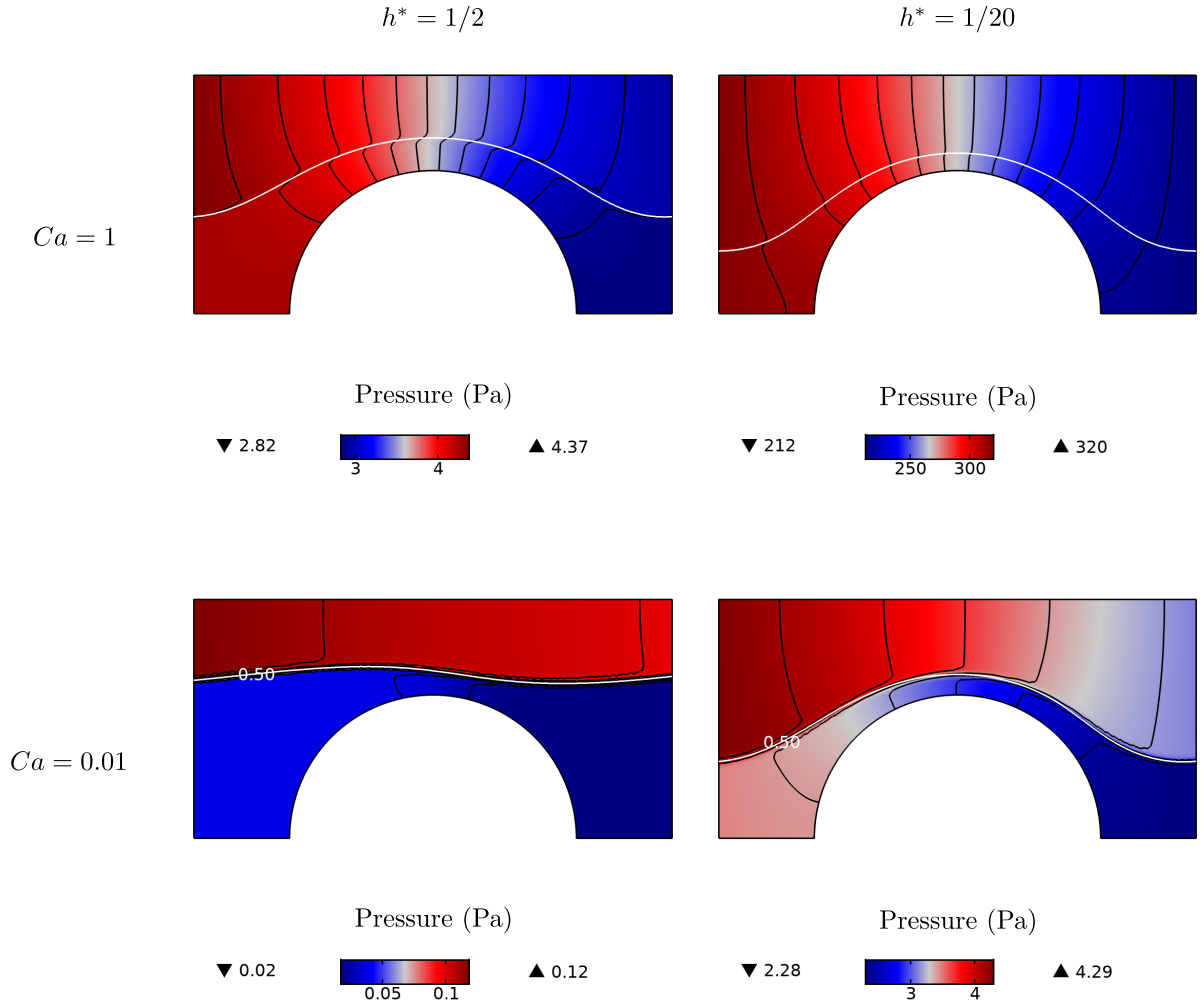 h* = 1/2 h* = 1/20
Ca = 1
Pressure (Pa) Pressure (Pa)
▼ 2.82 3 4 ▲ 4.37 ▼ 212 250 300 ▲ 320
0.50 0.50
Ca = 0.01
Pressure (Pa) Pressure (Pa)
▼ 0.02 0.05 0.1 ▲ 0.12 ▼ 2.28 3 4 ▲ 4.29